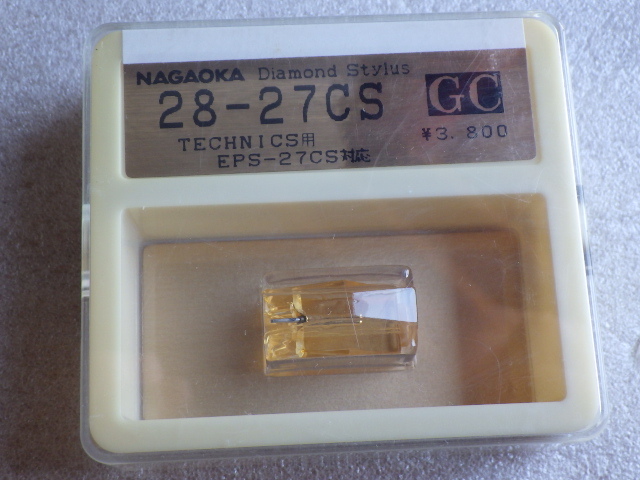 NAGAOKA Diamond Stylus
28-27CS GC
TECHNICS用 ¥3.800
EPS-27CS対応